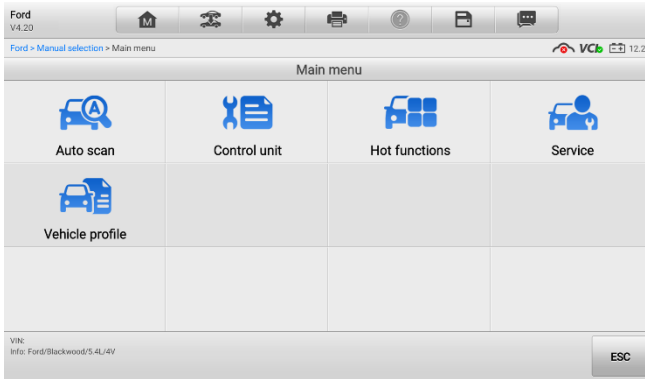 Ford
V4.20
M
?
Ford > Manual selection > Main menu
VCI
12.2
Main menu
A
Auto scan
Control unit
Hot functions
Service
Vehicle profile
VIN:
Info: Ford/Blackwood/5.4L/4V
ESC